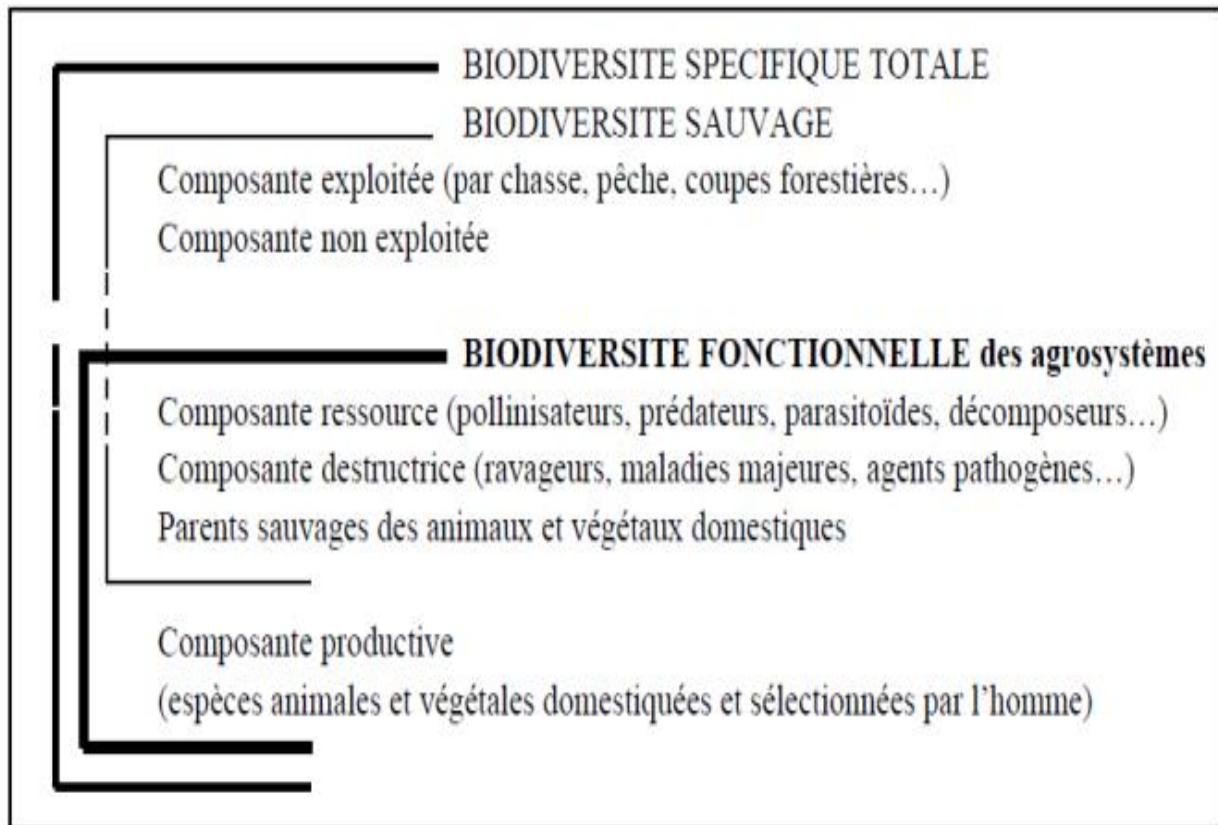 BIODIVERSITE SPECIFIQUE TOTALE
BIODIVERSITE SAUVAGE
Composante exploitée (par chasse, pêche, coupes forestières…)
Composante non exploitée
BIODIVERSITE FONCTIONNELLE des agrosystèmes
Composante ressource (pollinisateurs, prédateurs, parasitoïdes, décomposeurs…)
Composante destructrice (ravageurs, maladies majeures, agents pathogènes…)
Parents sauvages des animaux et végétaux domestiques
Composante productive
(espèces animales et végétales domestiquées et sélectionnées par l’homme)